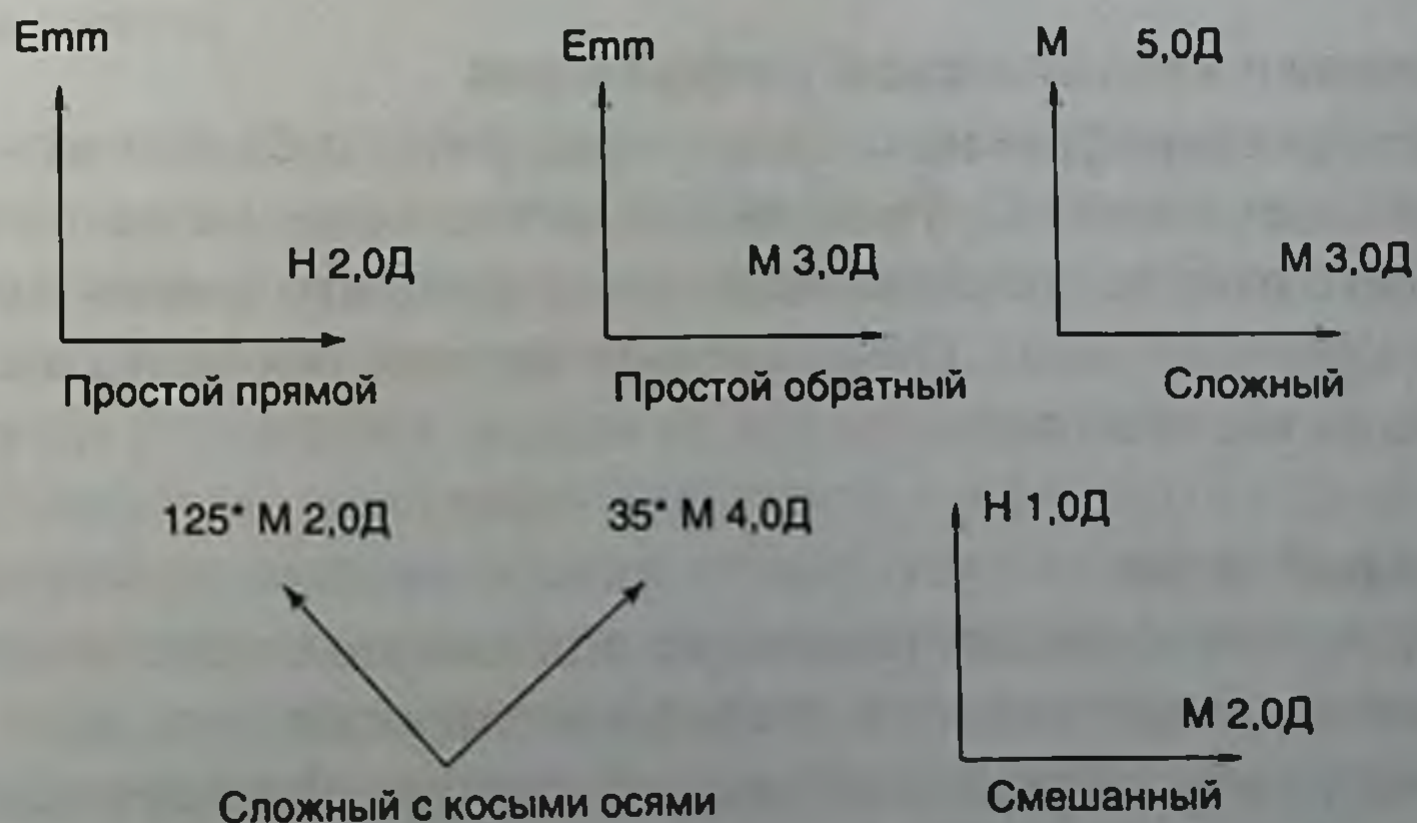 Emm
Emm
М 5,0Д
Н 2,0Д
М 3,0Д
М 3,0Д
Простой прямой
Простой обратный
Сложный
125° М 2,0Д
35° М 4,0Д
Н 1,0Д
М 2,0Д
Сложный с косыми осями
Смешанный